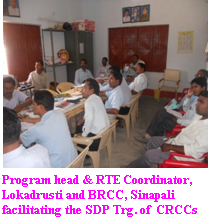 Program head & RTE Coordinator,
Lokadrusti and BRCC, Sinapali
facilitating the SDP Trg. of  CRCCs